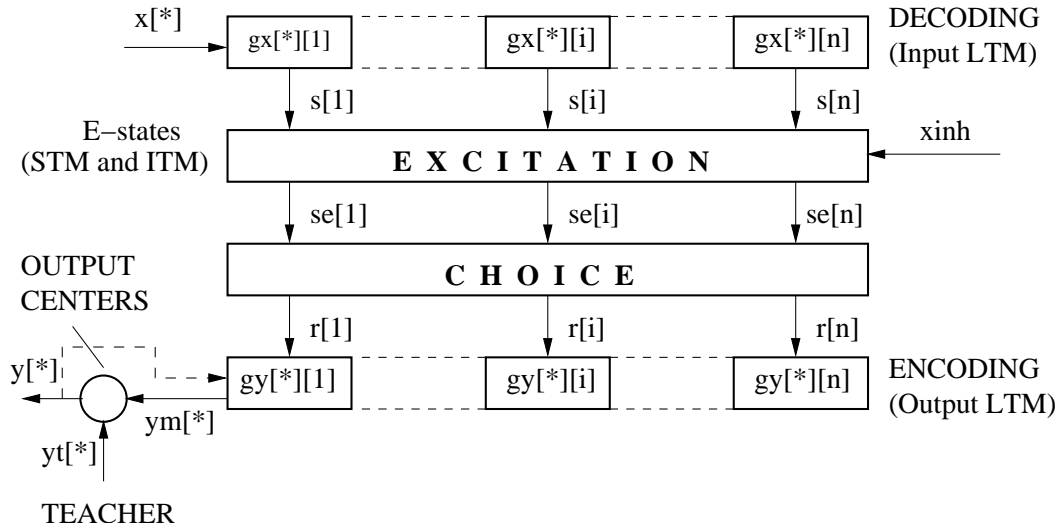 x[*]
gx[*][1]
gx[*][i]
gx[*][n]
DECODING
(Input LTM)
s[1]
s[i]
s[n]
E−states
(STM and ITM)
E X C I T A T I O N
xinh
se[1]
se[i]
se[n]
C H O I C E
OUTPUT
CENTERS
r[1]
r[i]
r[n]
y[*]
gy[*][1]
gy[*][i]
gy[*][n]
ENCODING
(Output LTM)
ym[*]
yt[*]
TEACHER